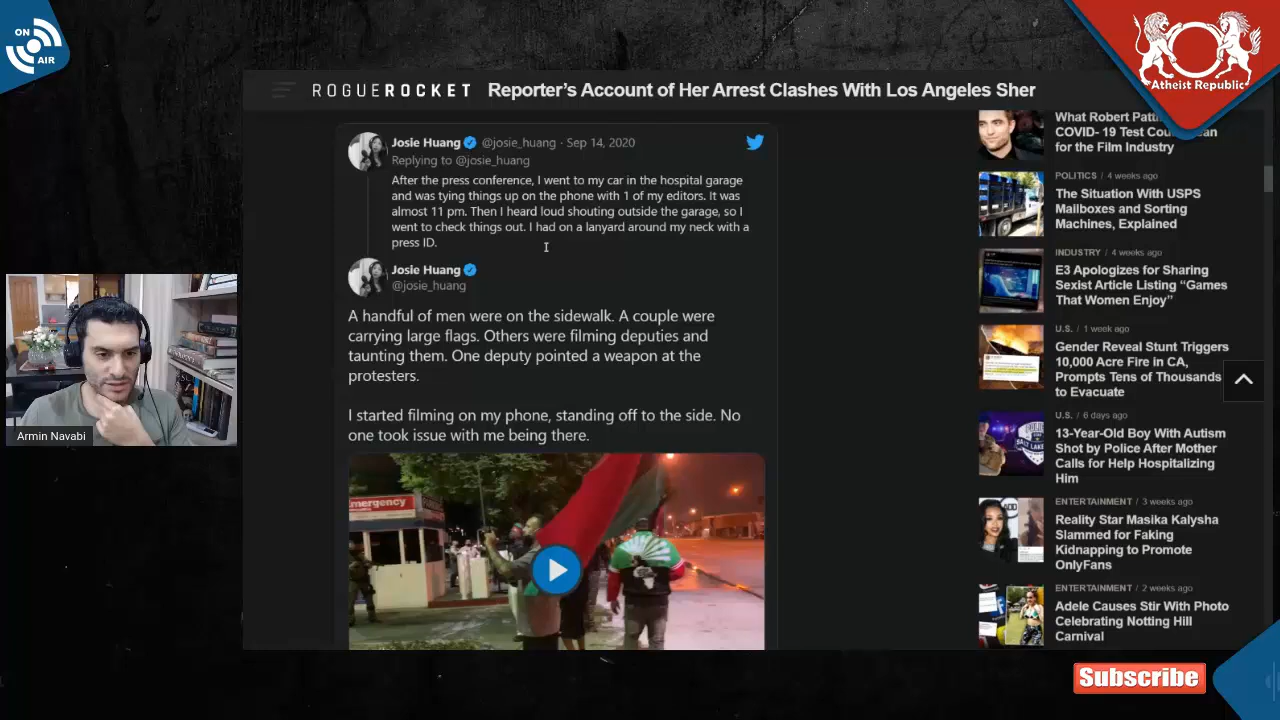 ON
AIR
ROGUEROCKET
Reporter's Account of Her Arrest Clashes With Los Angeles Sher
Atheist Republic
Josie Huang @josie_huang · Sep 14, 2020
Replying to @josie_huang
After the press conference, I went to my car in the hospital garage
and was tying things up on the phone with 1 of my editors. It was
almost 11 pm. Then I heard loud shouting outside the garage, so I
went to check things out. I had on a lanyard around my neck with a
press ID.
Josie Huang
@josie_huang
A handful of men were on the sidewalk. A couple were
carrying large flags. Others were filming deputies and
taunting them. One deputy pointed a weapon at the
protesters.
I started filming on my phone, standing off to the side. No
one took issue with me being there.
mergency
Armin Navabi
What Robert
COVID- 19 Test
for the Film Industry
POLITICS / 4 weeks ago
The Situation With USPS
Mailboxes and Sorting
Machines, Explained
INDUSTRY / 4 weeks ago
E3 Apologizes for Sharing
Sexist Article Listing “Games
That Women Enjoy”
U.S. / 1 week ago
Gender Reveal Stunt Triggers
10,000 Acre Fire in CA,
Prompts Tens of Thousands
to Evacuate
U.S. / 6 days ago
13-Year-Old Boy With Autism
Shot by Police After Mother
Calls for Help Hospitalizing
Him
ENTERTAINMENT / 3 weeks ago
Reality Star Masika Kalysha
Slammed for Faking
Kidnapping to Promote
OnlyFans
ENTERTAINMENT / 2 weeks ago
Adele Causes Stir With Photo
Celebrating Notting Hill
Carnival
Subscribe